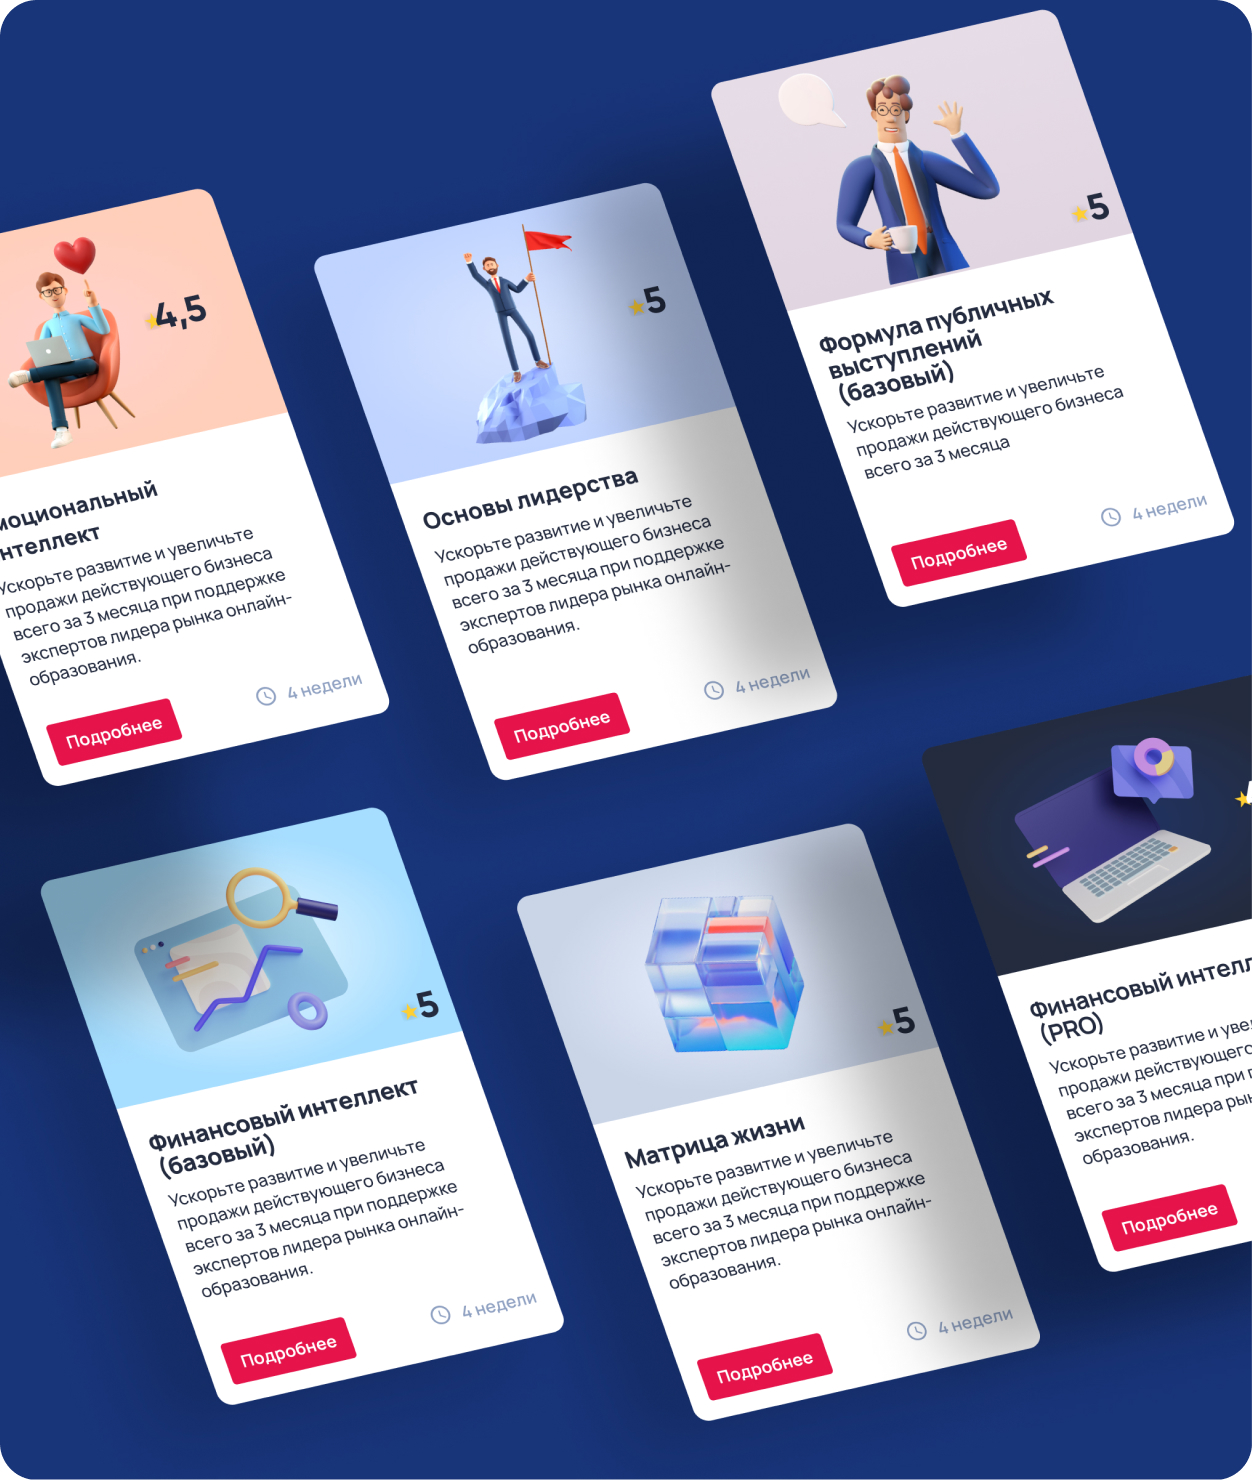 4,5
моциональный
нтеллект
Ускорьте развитие и увеличьте
продажи действующего бизнеса
всего за 3 месяца при поддержке
экспертов лидера рынка онлайн-
образования.
Подробнее
4 недели
5
Основы лидерства
Ускорьте развитие и увеличьте
продажи действующего бизнеса
всего за 3 месяца при поддержке
экспертов лидера рынка онлайн-
образования.
Подробнее
4 недели
5
Формула публичных
выступлений
(базовый)
Ускорьте развитие и увеличьте
продажи действующего бизнеса
всего за 3 месяца
Подробнее
4 недели
5
Финансовый интеллект
(базовый)
Ускорьте развитие и увеличьте
продажи действующего бизнеса
всего за 3 месяца при поддержке
экспертов лидера рынка онлайн-
образования.
Подробнее
4 недели
5
Матрица жизни
Ускорьте развитие и увеличьте
продажи действующего бизнеса
всего за 3 месяца при поддержке
экспертов лидера рынка онлайн-
образования.
Подробнее
4 недели
Финансовый интелл
(PRO)
Ускорьте развитие и уве
продажи действующего
всего за 3 месяца при п
экспертов лидера рын
образования.
Подробнее